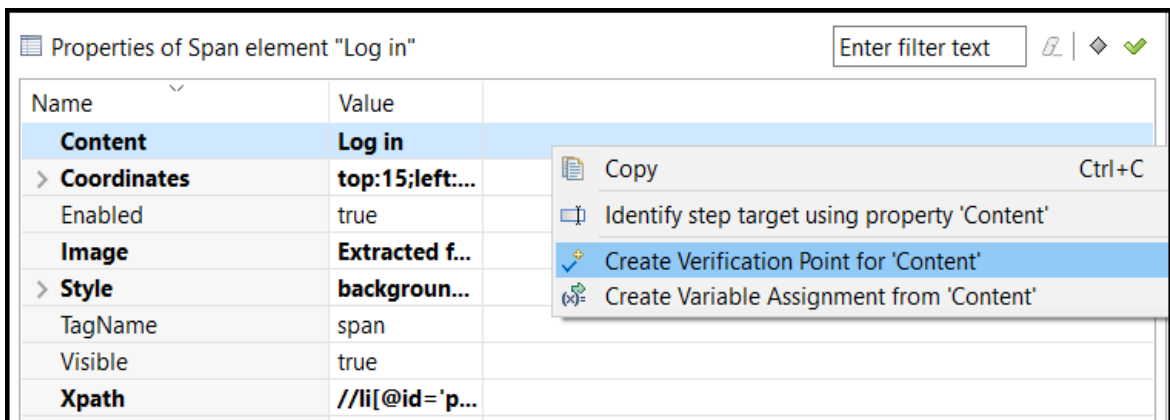 Properties of Span element "Log in"
Enter filter text
Name Value
Content Log in
Coordinates top:15;left:...
Enabled true
Image Extracted f...
Style backgroun...
TagName span
Visible true
Xpath //li[@id='p...
Copy Ctrl+C
Identify step target using property 'Content'
Create Verification Point for 'Content'
Create Variable Assignment from 'Content'